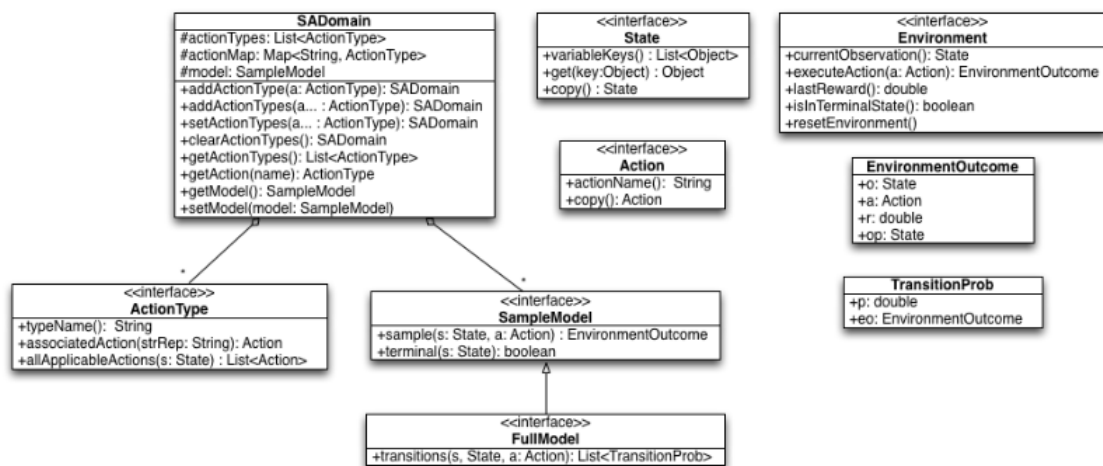 SADomain
#actionTypes: List<ActionType>
#actionMap: Map<String, ActionType>
#model: SampleModel
+addActionType(a: ActionType): SADomain
+addActionTypes(a... : ActionType): SADomain
+setActionTypes(a... : ActionType): SADomain
+clearActionTypes(): SADomain
+getActionTypes(): List<ActionType>
+getAction(name): ActionType
+getModel(): SampleModel
+setModel(model: SampleModel)
<<interface>>
State
+variableKeys() : List<Object>
+get(key:Object) : Object
+copy() : State
<<interface>>
Environment
+currentObservation(): State
+executeAction(a: Action): EnvironmentOutcome
+lastReward(): double
+isInTerminalState(): boolean
+resetEnvironment()
<<interface>>
Action
+actionName(): String
+copy(): Action
EnvironmentOutcome
+o: State
+a: Action
+r: double
+op: State
*
*
<<interface>>
ActionType
+typeName(): String
+associatedAction(strRep: String): Action
+allApplicableActions(s: State) : List<Action>
<<interface>>
SampleModel
+sample(s: State, a: Action) : EnvironmentOutcome
+terminal(s: State): boolean
TransitionProb
+p: double
+eo: EnvironmentOutcome
<<interface>>
FullModel
+transitions(s, State, a: Action): List<TransitionProb>